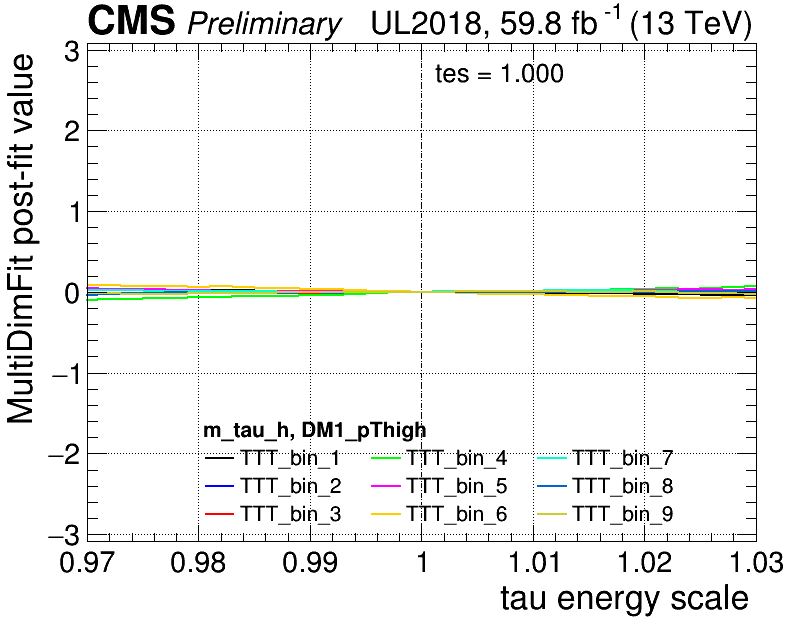 CMS Preliminary UL2018, 59.8 fb⁻¹ (13 TeV)
MultiDimFit post-fit value
tes = 1.000
3
2
1
0
−1
−2
−3
m_tau_h, DM1_pThigh
TTT_bin_1 TTT_bin_4 TTT_bin_7
TTT_bin_2 TTT_bin_5 TTT_bin_8
TTT_bin_3 TTT_bin_6 TTT_bin_9
0.97 0.98 0.99 1 1.01 1.02 1.03
tau energy scale